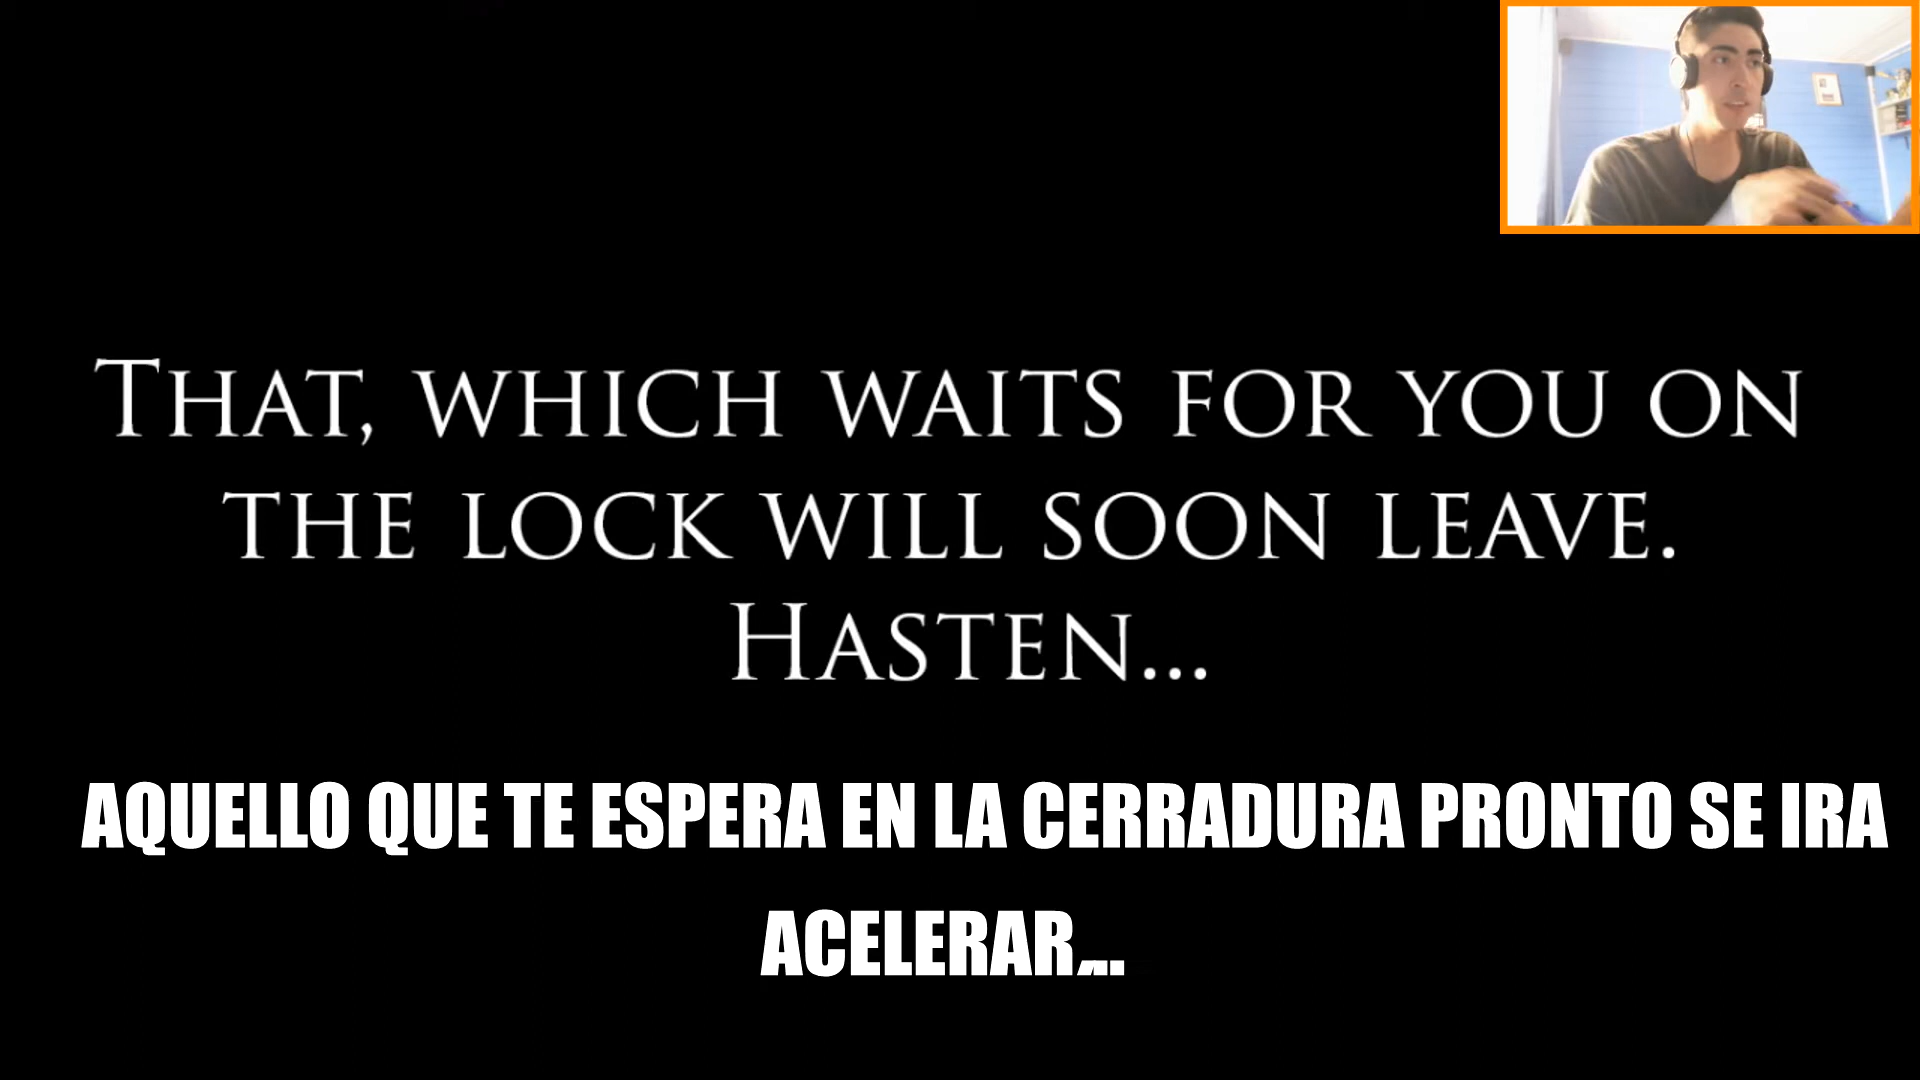 THAT, WHICH WAITS FOR YOU ON
THE LOCK WILL SOON LEAVE.
HASTEN...
AQUELLO QUE TE ESPERA EN LA CERRADURA PRONTO SE IRA
ACELERAR,..